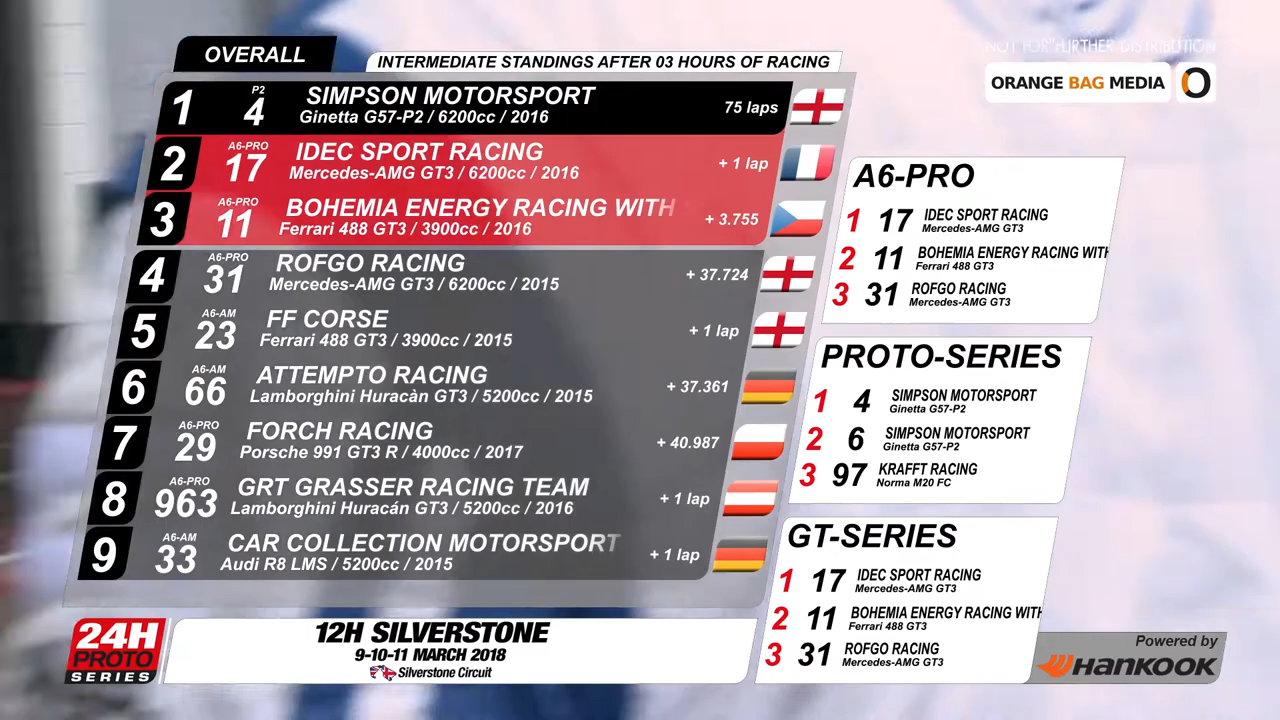 OVERALL
INTERMEDIATE STANDINGS AFTER 03 HOURS OF RACING
NOT FOR FURTHER DISTRIBUTION
ORANGE BAG MEDIA
1 P2 4 SIMPSON MOTORSPORT 75 laps
Ginetta G57-P2 / 6200cc / 2016
2 A6-PRO 17 IDEC SPORT RACING + 1 lap
Mercedes-AMG GT3 / 6200cc / 2016
3 A6-PRO 11 BOHEMIA ENERGY RACING WITH + 3.755
Ferrari 488 GT3 / 3900cc / 2016
4 A6-PRO 31 ROFGO RACING + 37.724
Mercedes-AMG GT3 / 6200cc / 2015
5 A6-AM 23 FF CORSE + 1 lap
Ferrari 488 GT3 / 3900cc / 2015
6 A6-AM 66 ATTEMPTO RACING + 37.361
Lamborghini Huracàn GT3 / 5200cc / 2015
7 A6-PRO 29 FORCH RACING + 40.987
Porsche 991 GT3 R / 4000cc / 2017
8 A6-PRO 963 GRT GRASSER RACING TEAM + 1 lap
Lamborghini Huracán GT3 / 5200cc / 2016
9 A6-AM 33 CAR COLLECTION MOTORSPORT + 1 lap
Audi R8 LMS / 5200cc / 2015
A6-PRO
1 17 IDEC SPORT RACING
Mercedes-AMG GT3
2 11 BOHEMIA ENERGY RACING WITH
Ferrari 488 GT3
3 31 ROFGO RACING
Mercedes-AMG GT3
PROTO-SERIES
1 4 SIMPSON MOTORSPORT
Ginetta G57-P2
2 6 SIMPSON MOTORSPORT
Ginetta G57-P2
3 97 KRAFFT RACING
Norma M20 FC
GT-SERIES
1 17 IDEC SPORT RACING
Mercedes-AMG GT3
2 11 BOHEMIA ENERGY RACING WITH
Ferrari 488 GT3
3 31 ROFGO RACING
Mercedes-AMG GT3
24H
PROTO
SERIES
12H SILVERSTONE
9-10-11 MARCH 2018
Silverstone Circuit
Powered by
HANKOOK